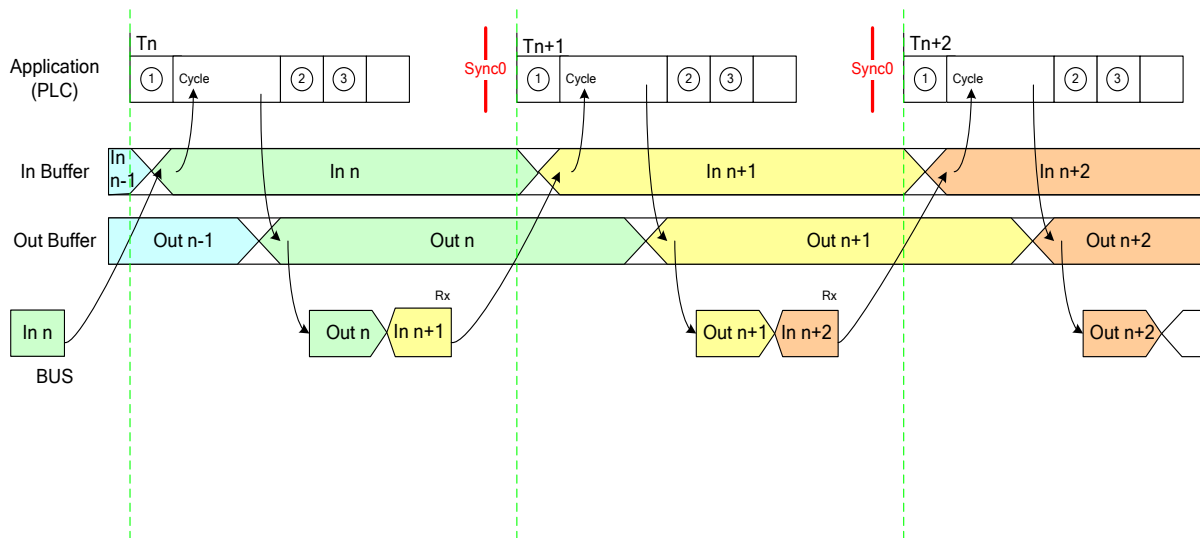 Tn
Tn+1
Tn+2
Application
(PLC)
1
Cycle
2
3
Sync0
1
Cycle
2
3
Sync0
1
Cycle
2
3
In Buffer
In
n-1
In n
In n+1
In n+2
Out Buffer
Out n-1
Out n
Out n+1
Out n+2
Rx
Rx
In n
Out n
In n+1
Out n+1
In n+2
Out n+2
BUS